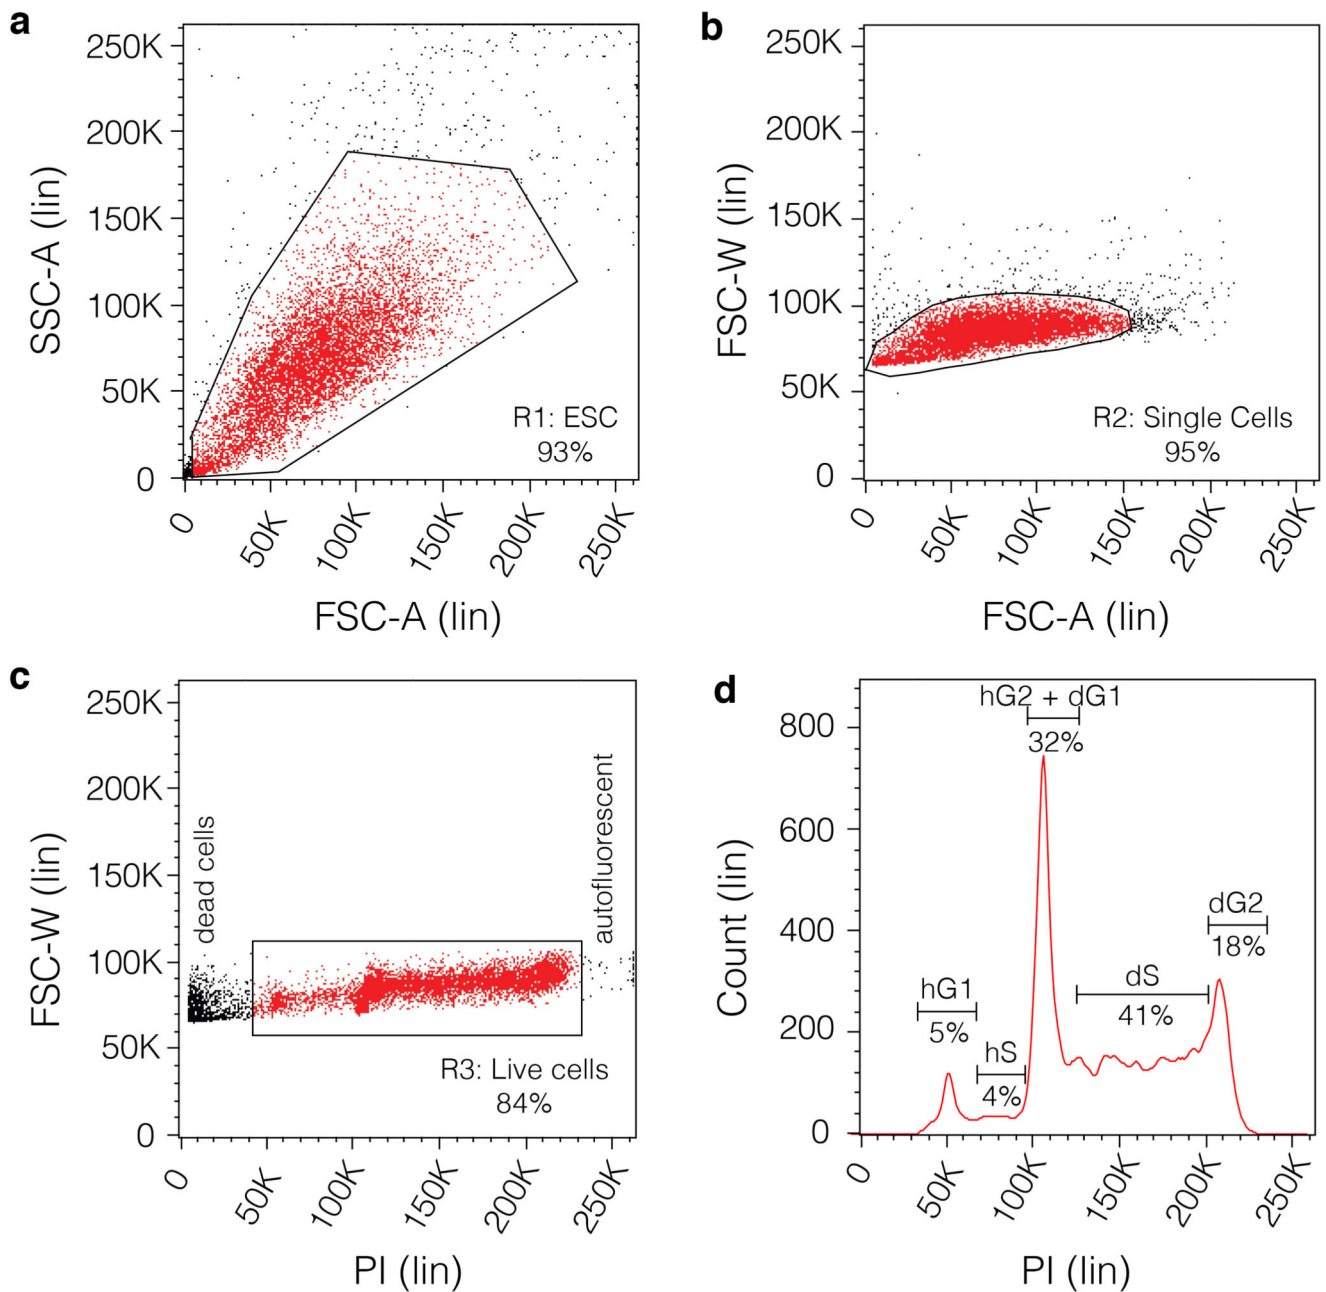 a
250K
200K
150K
100K
50K
0
SSC-A (lin)
R1: ESC
93%
0
50K
100K
150K
200K
250K
FSC-A (lin)
b
250K
200K
150K
100K
50K
0
FSC-W (lin)
R2: Single Cells
95%
0
50K
100K
150K
200K
250K
FSC-A (lin)
c
250K
200K
150K
100K
50K
0
FSC-W (lin)
dead cells
autofluorescent
R3: Live cells
84%
0
50K
100K
150K
200K
250K
PI (lin)
d
800
600
400
200
0
Count (lin)
hG2 + dG1
32%
dG2
18%
dS
41%
hG1
5%
hS
4%
0
50K
100K
150K
200K
250K
PI (lin)